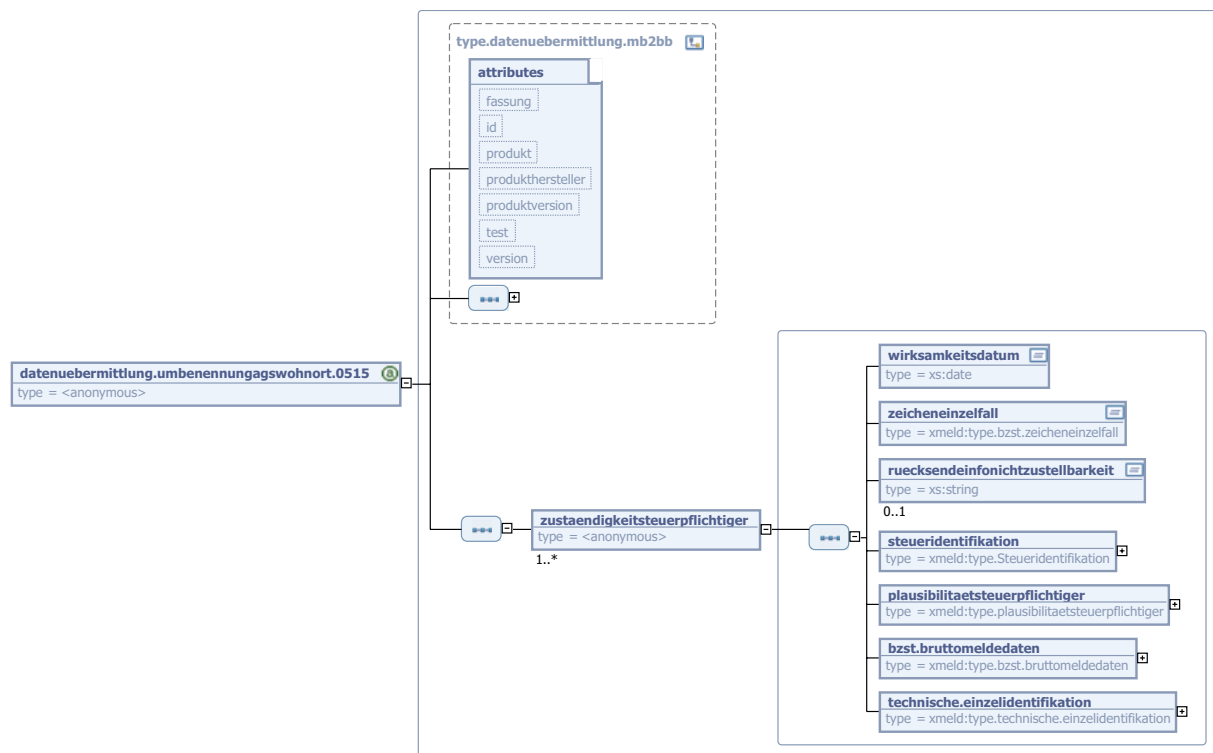 type.datenuebermittlung.mb2bb
attributes
fassung
id
produkt
produkthersteller
produktversion
test
version
datenuebermittlung.umbenennungagswohnort.0515
type = <anonymous>
zustaendigkeitsteuerpflichtiger
type = <anonymous>
1..*
wirksamkeitsdatum
type = xs:date
zeicheneinzelfall
type = xmeld:type.bzst.zeicheneinzelfall
ruecksendeinfonichtzustellbarkeit
type = xs:string
0..1
steueridentifikation
type = xmeld:type.Steueridentifikation
plausibilitaetsteuerpflichtiger
type = xmeld:type.plausibilitaetsteuerpflichtiger
bzst.bruttomeldedaten
type = xmeld:type.bzst.bruttomeldedaten
technische.einzelidentifikation
type = xmeld:type.technische.einzelidentifikation